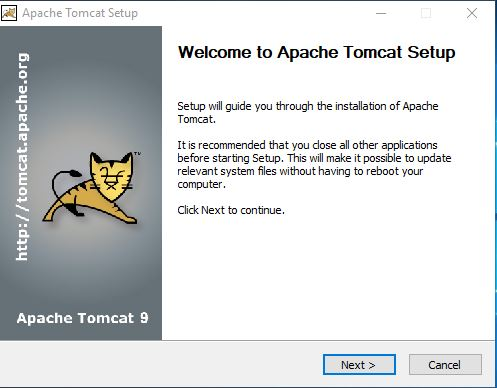 Apache Tomcat Setup
Welcome to Apache Tomcat Setup
Setup will guide you through the installation of Apache
Tomcat.
It is recommended that you close all other applications
before starting Setup. This will make it possible to update
relevant system files without having to reboot your
computer.
Click Next to continue.
http://tomcat.apache.org
TM
Apache Tomcat 9
Next >
Cancel